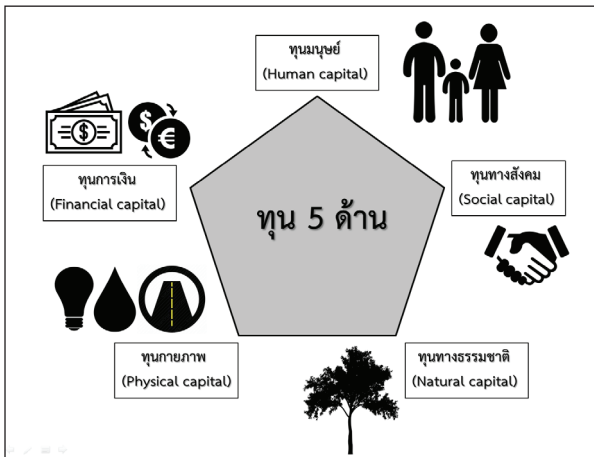 ทุนมนุษย์
(Human capital)
ทุนการเงิน
(Financial capital)
ทุนทางสังคม
(Social capital)
ทุน 5 ด้าน
ทุนกายภาพ
(Physical capital)
ทุนทางธรรมชาติ
(Natural capital)